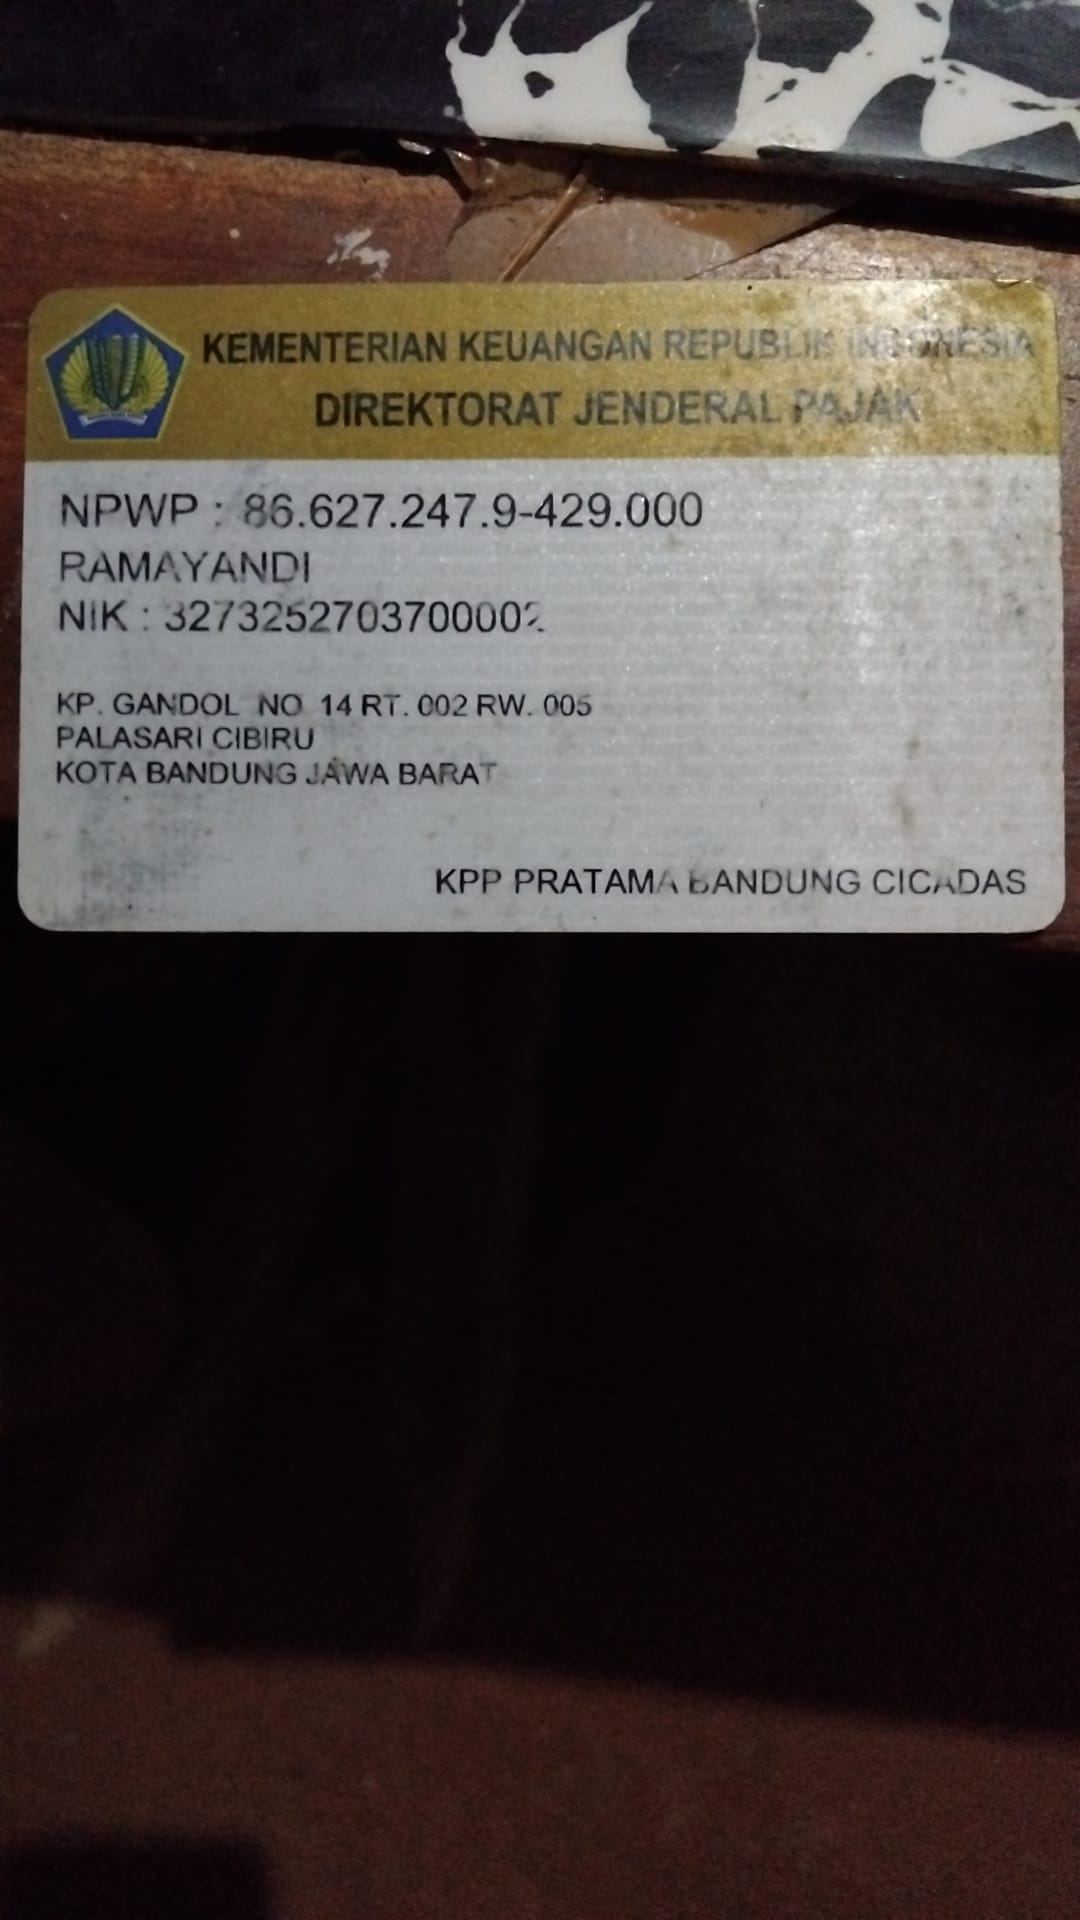 KEMENTERIAN KEUANGAN REPUBLIK INDONESIA
DIREKTORAT JENDERAL PAJAK
NPWP : 86.627.247.9-429.000
RAMAYANDI
NIK : 3273252703700002
KP. GANDOL NO 14 RT. 002 RW. 005
PALASARI CIBIRU
KOTA BANDUNG JAWA BARAT
KPP PRATAMA BANDUNG CICADAS